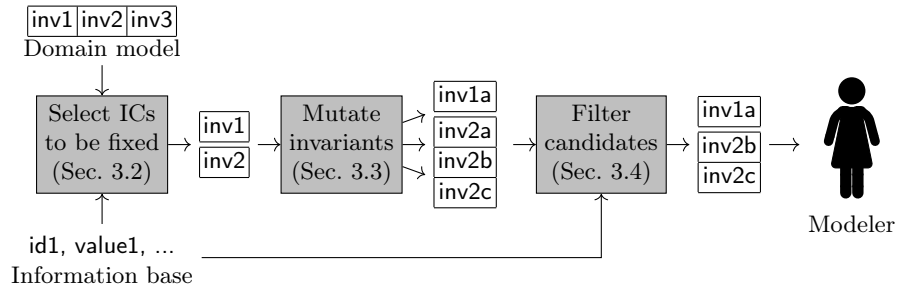 inv1 inv2 inv3
Domain model
Select ICs
to be fixed
(Sec. 3.2)
inv1
inv2
Mutate
invariants
(Sec. 3.3)
inv1a
inv2a
inv2b
inv2c
Filter
candidates
(Sec. 3.4)
inv1a
inv2b
inv2c
Modeler
id1, value1, ...
Information base